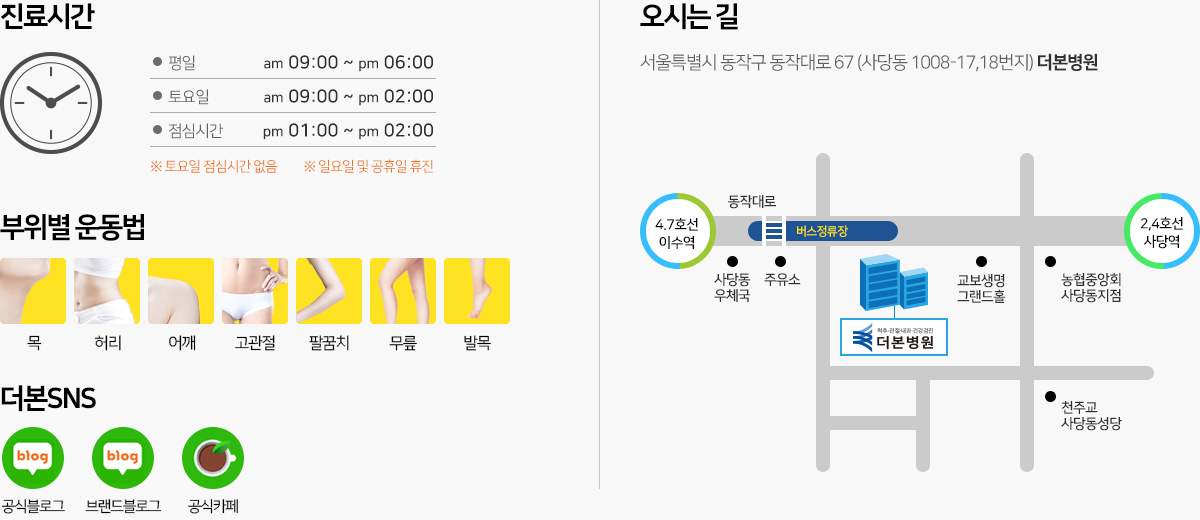 진료시간
평일 am 09:00 ~ pm 06:00
토요일 am 09:00 ~ pm 02:00
점심시간 pm 01:00 ~ pm 02:00
※ 토요일 점심시간 없음 ※ 일요일 및 공휴일 휴진
부위별 운동법
목 허리 어깨 고관절 팔꿈치 무릎 발목
더본SNS
blog blog
공식블로그 브랜드블로그 공식카페
오시는 길
서울특별시 동작구 동작대로 67 (사당동 1008-17,18번지) 더본병원
동작대로
4.7호선
이수역
버스정류장
2,4호선
사당역
사당동
우체국
주유소
교보생명
그랜드홀
농협중앙회
사당동지점
척추·관절·내과·건강검진
더본병원
천주교
사당동성당